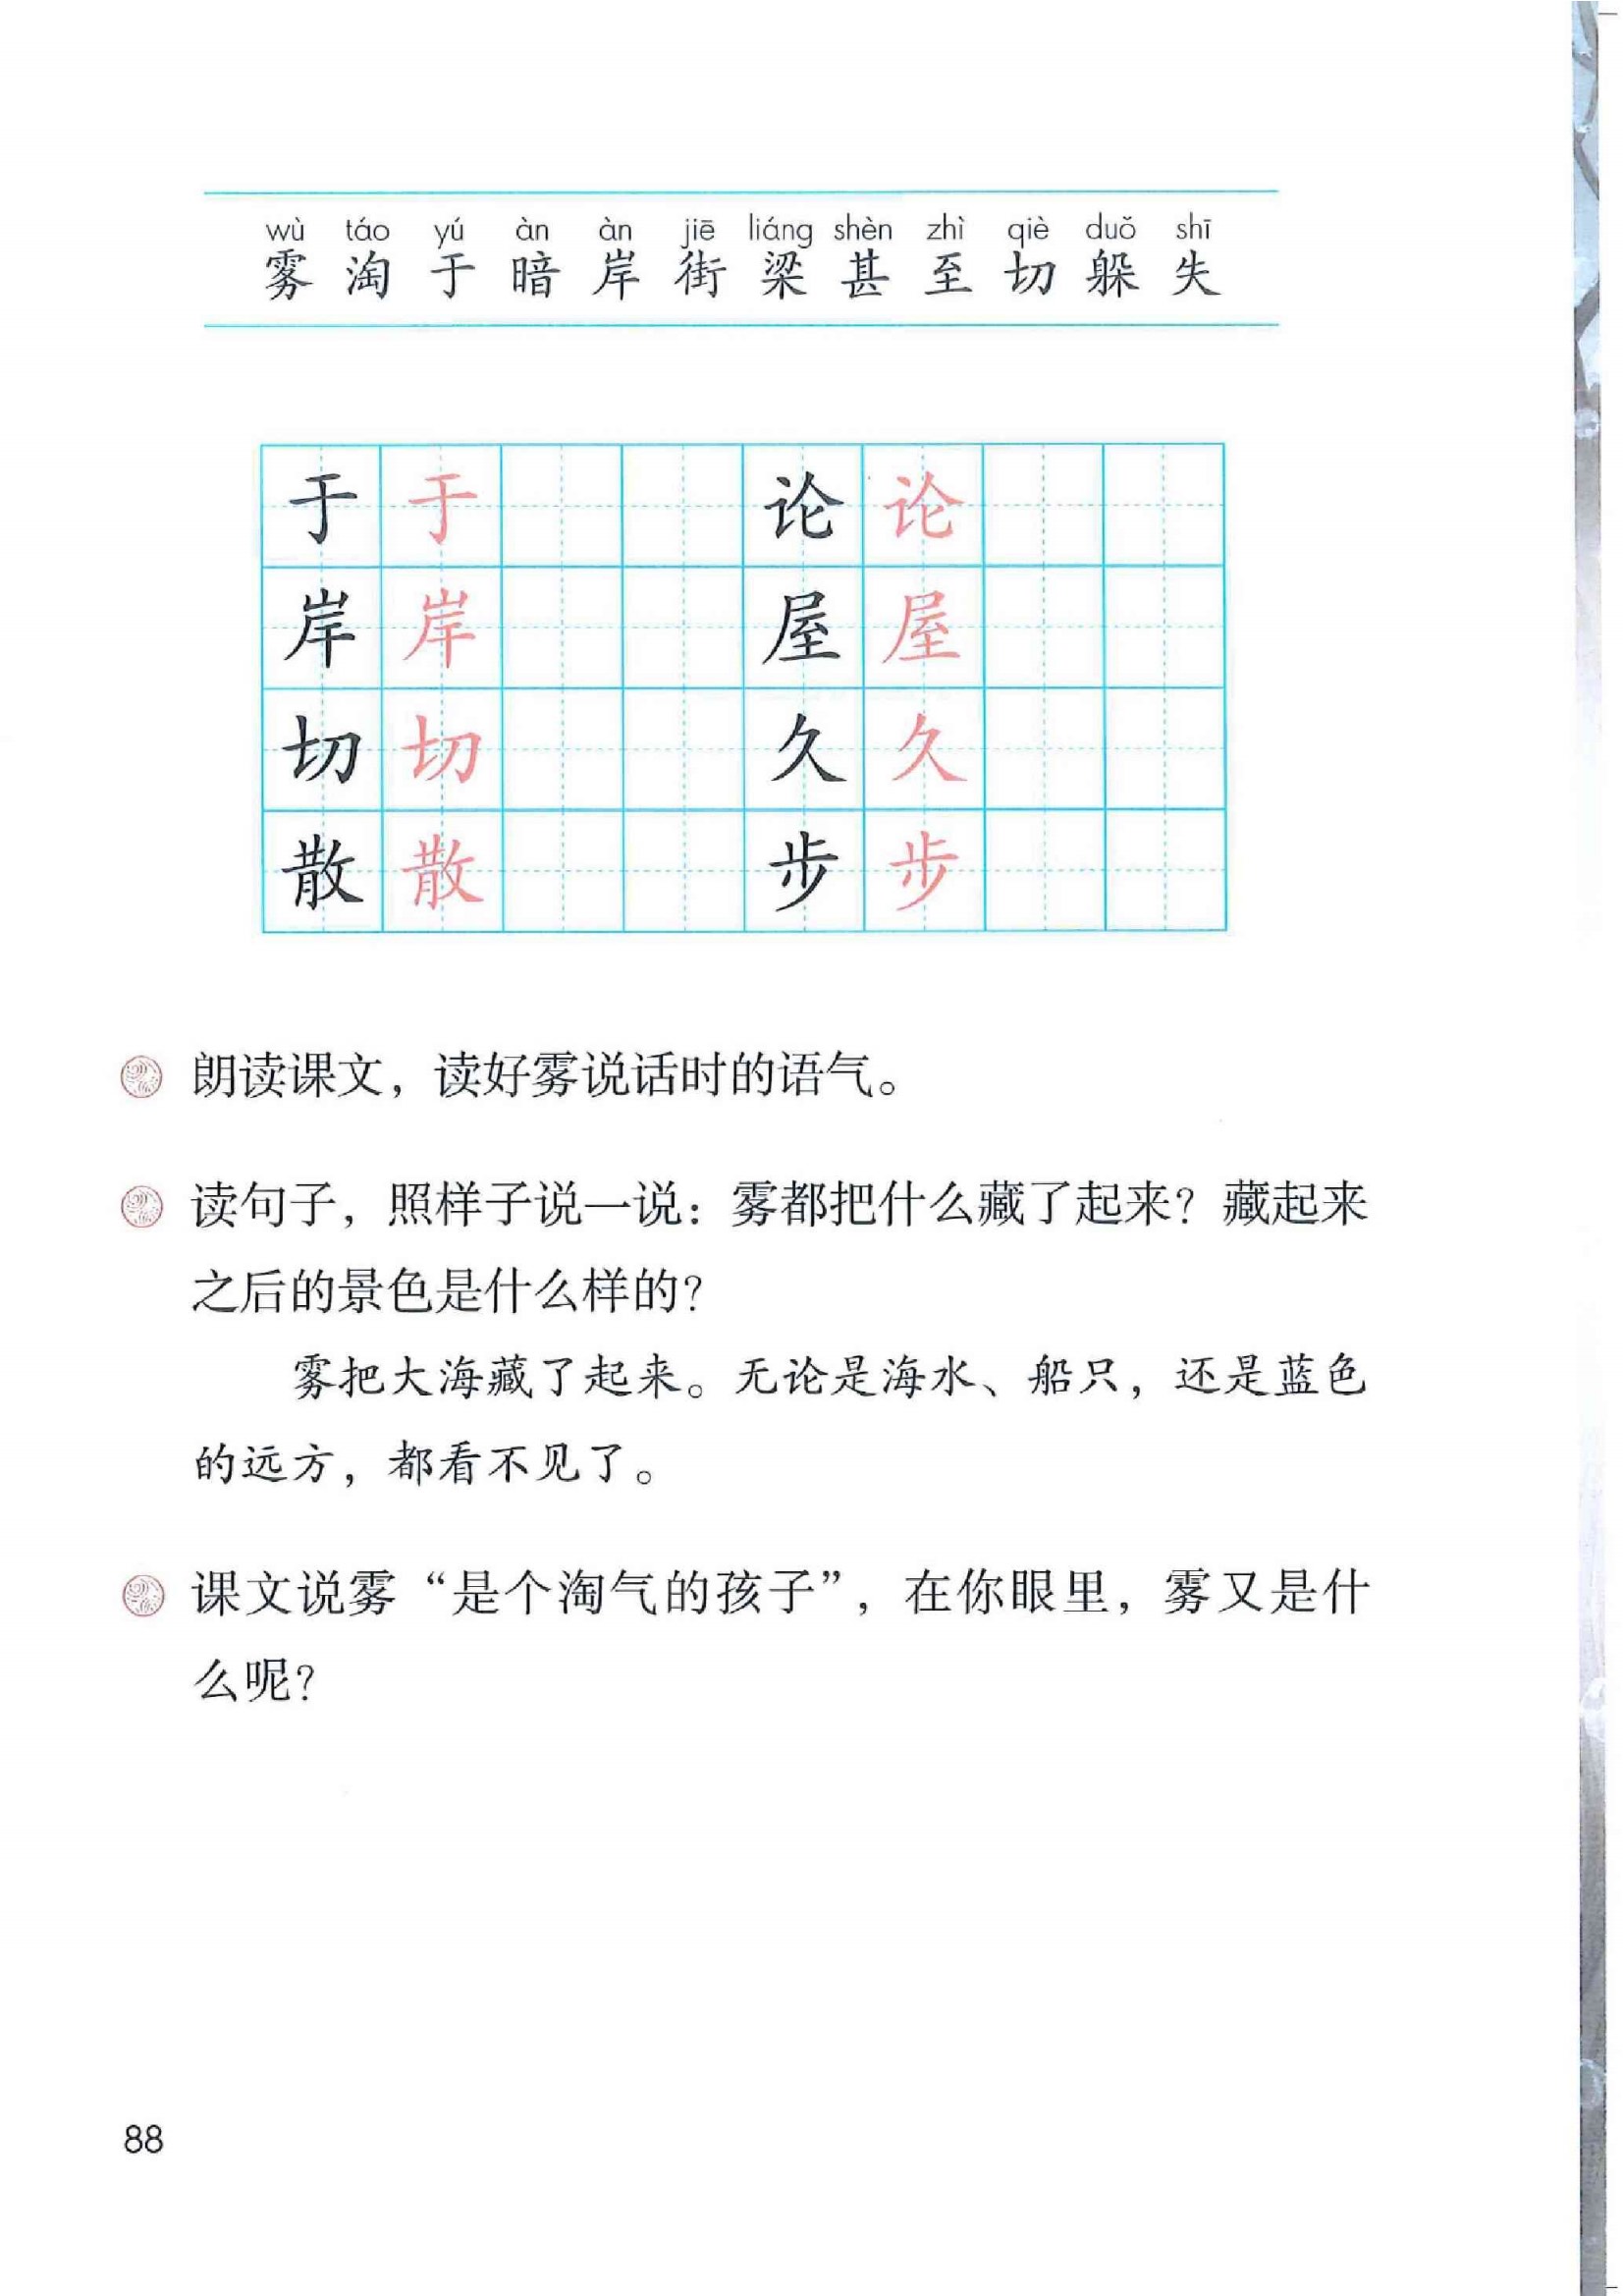 wù táo yú àn àn jiē liáng shèn zhì qiè duǒ shī
雾 淘 于 暗 岸 街 梁 甚 至 切 躲 失
于 于 论 论
岸 岸 屋 屋
切 切 久 久
散 散 步 步
朗读课文，读好雾说话时的语气。
读句子，照样子说一说：雾都把什么藏了起来？藏起来
之后的景色是什么样的？
雾把大海藏了起来。无论是海水、船只，还是蓝色
的远方，都看不见了。
课文说雾“是个淘气的孩子”，在你眼里，雾又是什
么呢？
88